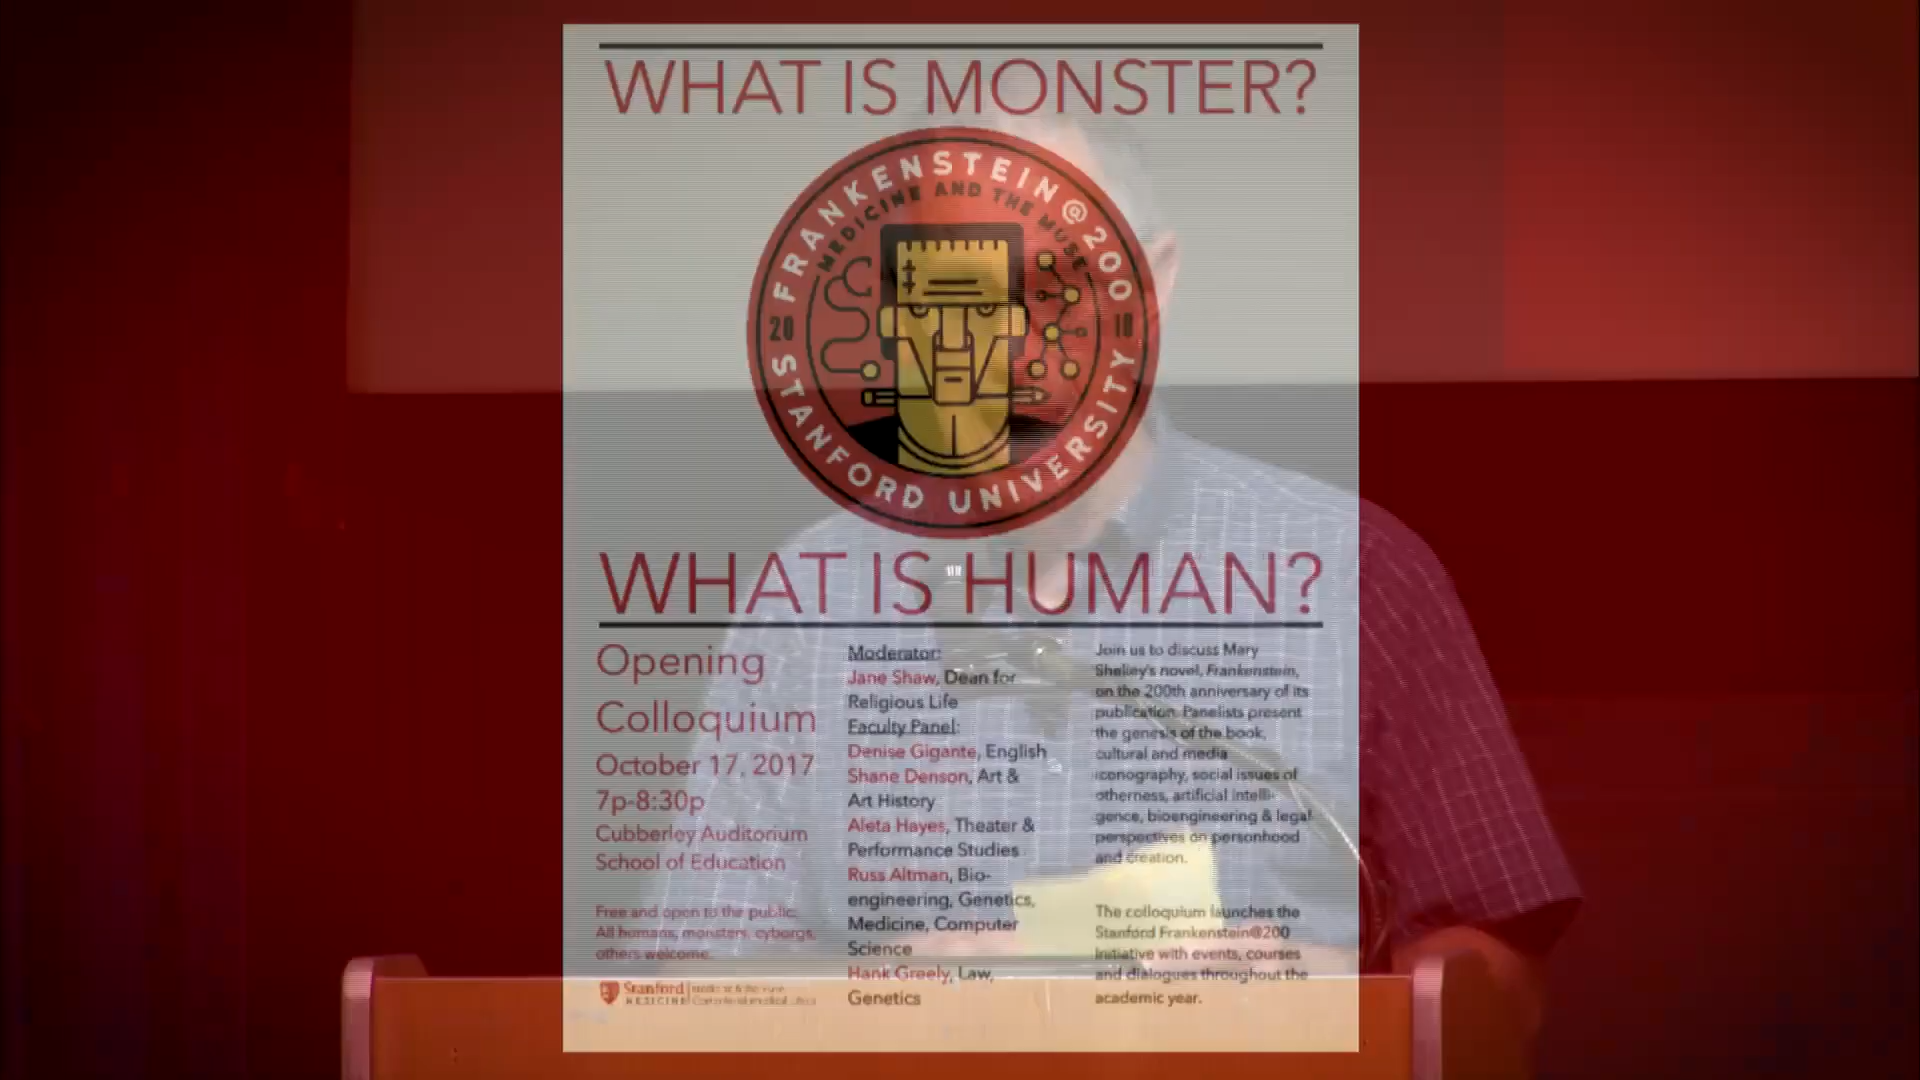 WHAT IS MONSTER?
FRANKENSTEIN@200
MEDICINE AND THE MUSE
20 18
STANFORD UNIVERSITY
WHAT IS HUMAN?
Opening
Colloquium
October 17, 2017
7p-8:30p
Cubberley Auditorium
School of Education
Free and open to the public.
All humans, monsters, cyborgs,
others welcome.
Stanford
MEDICINE
Moderator:
Jane Shaw, Dean for
Religious Life
Faculty Panel:
Denise Gigante, English
Shane Denson, Art &
Art History
Aleta Hayes, Theater &
Performance Studies
Russ Altman, Bio-
engineering, Genetics,
Medicine, Computer
Science
Hank Greely, Law,
Genetics
Join us to discuss Mary
Shelley's novel, Frankenstein,
on the 200th anniversary of its
publication. Panelists present
the genesis of the book,
cultural and media
iconography, social issues of
otherness, artificial intelli-
gence, bioengineering & legal
perspectives on personhood
and creation.
The colloquium launches the
Stanford Frankenstein@200
Initiative with events, courses
and dialogues throughout the
academic year.